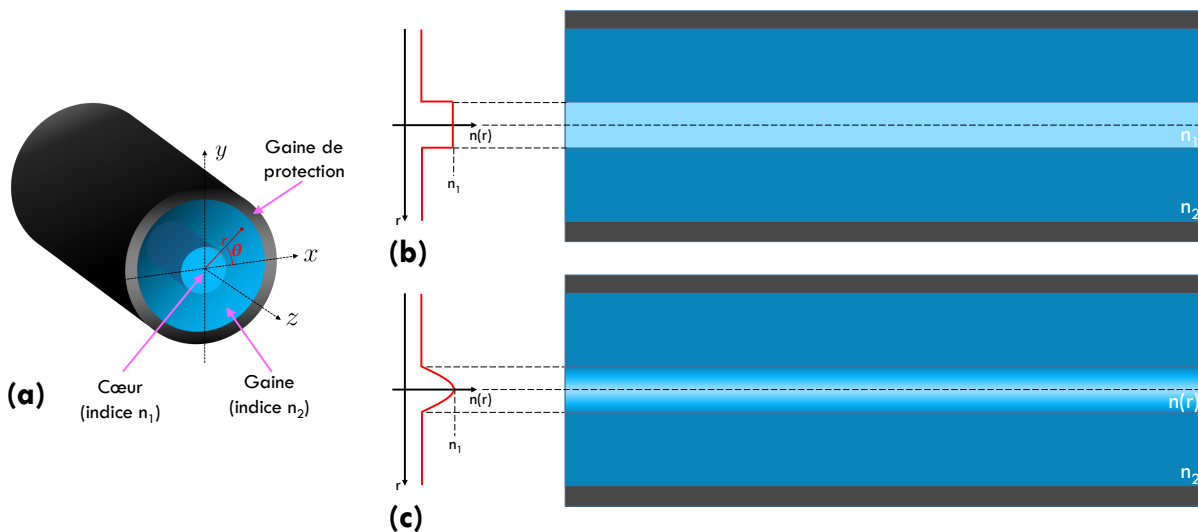 (a)
y
Gaine de
protection
r
θ
x
z
Cœur
(indice n₁)
Gaine
(indice n₂)
(b)
n(r)
n₁
r
n₁
n₂
(c)
n(r)
n₁
r
n(r)
n₂